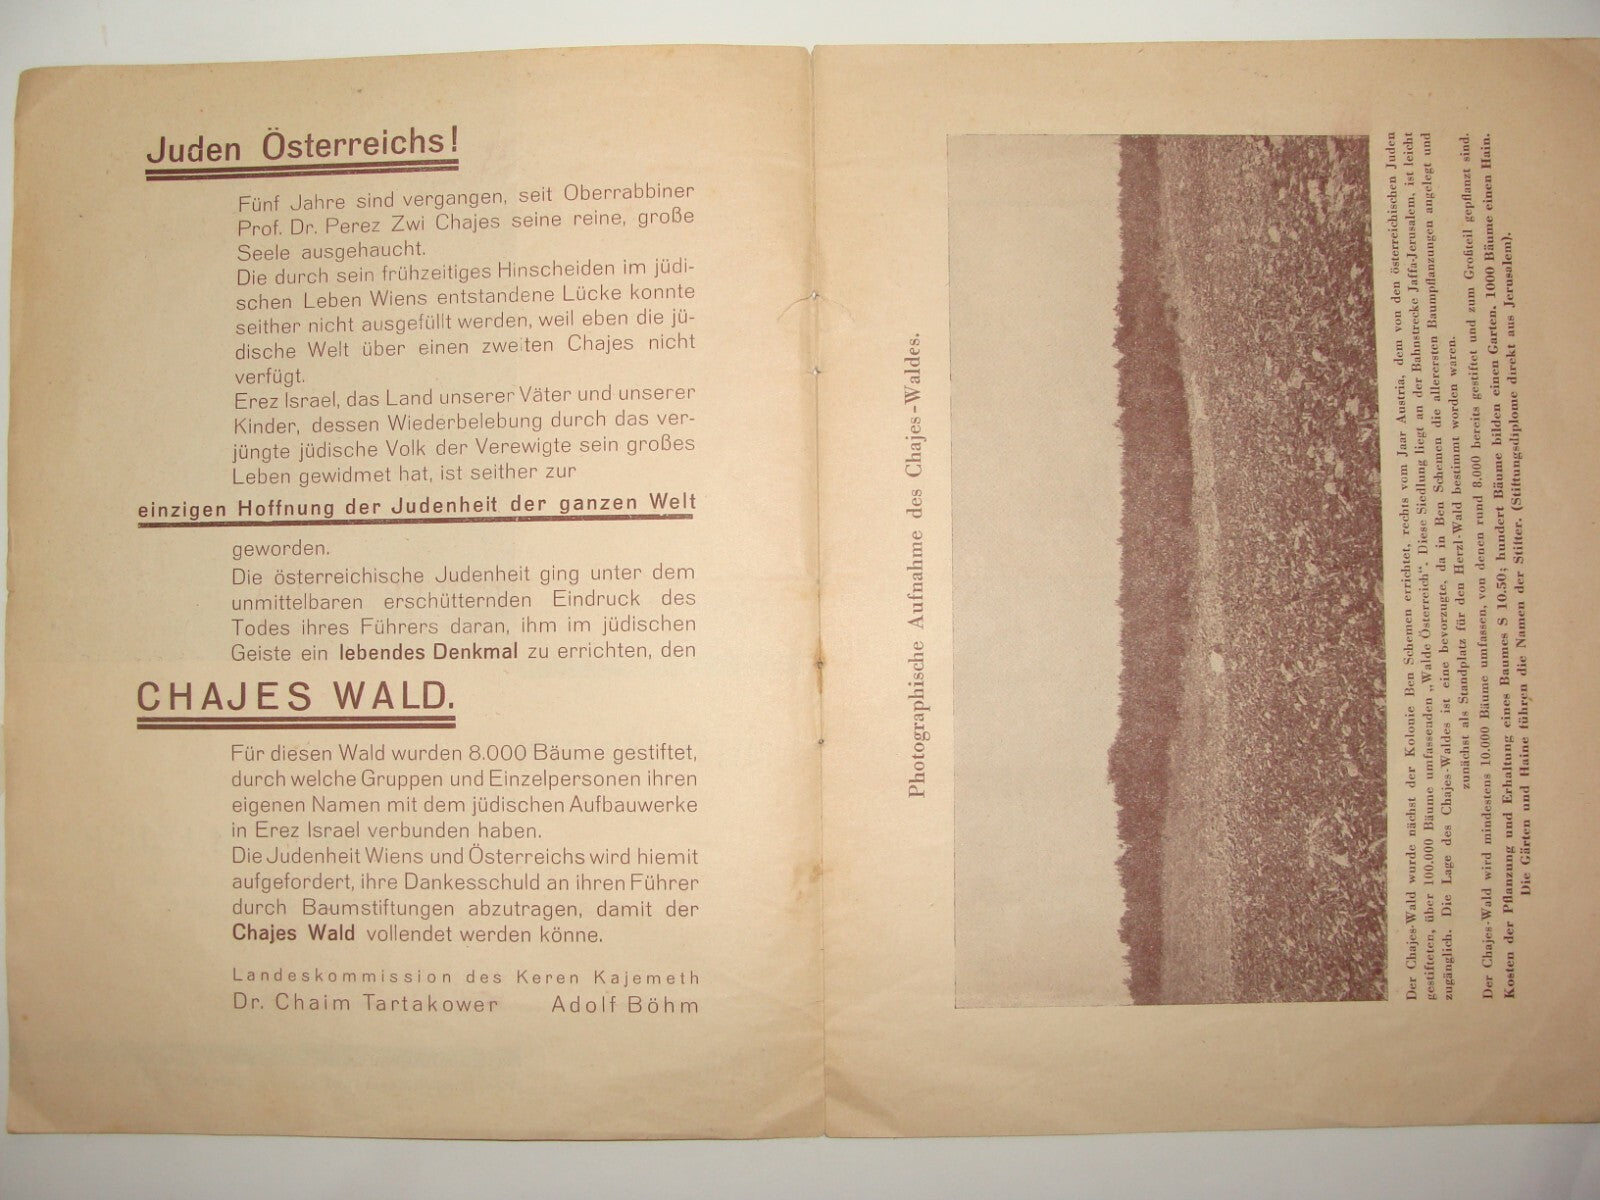 Juden Österreichs!
Fünf Jahre sind vergangen, seit Oberrabbiner
Prof. Dr. Perez Zwi Chajes seine reine, große
Seele ausgehaucht.
Die durch sein frühzeitiges Hinscheiden im jüdi-
schen Leben Wiens entstandene Lücke konnte
seither nicht ausgefüllt werden, weil eben die jü-
dische Welt über einen zweiten Chajes nicht
verfügt.
Erez Israel, das Land unserer Väter und unserer
Kinder, dessen Wiederbelebung durch das ver-
jüngte jüdische Volk der Verewigte sein großes
Leben gewidmet hat, ist seither zur
einzigen Hoffnung der Judenheit der ganzen Welt
geworden.
Die österreichische Judenheit ging unter dem
unmittelbaren erschütternden Eindruck des
Todes ihres Führers daran, ihm im jüdischen
Geiste ein lebendes Denkmal zu errichten, den
CHAJES WALD.
Für diesen Wald wurden 8.000 Bäume gestiftet,
durch welche Gruppen und Einzelpersonen ihren
eigenen Namen mit dem jüdischen Aufbauwerke
in Erez Israel verbunden haben.
Die Judenheit Wiens und Österreichs wird hiemit
aufgefordert, ihre Dankesschuld an ihren Führer
durch Baumstiftungen abzutragen, damit der
Chajes Wald vollendet werden könne.
Landeskommission des Keren Kajemeth
Dr. Chaim Tartakower Adolf Böhm
Photographische Aufnahme des Chajes-Waldes.
Der Chajes-Wald wurde nächst der Kolonie Ben Schemen errichtet, rechts vom Jaar Austria, dem von den österreichischen Juden
gestifteten, über 100.000 Bäume umfassenden „Walde Österreich“. Diese Siedlung liegt an der Bahnstrecke Jaffa-Jerusalem, ist leicht
zugänglich. Die Lage des Chajes-Waldes ist eine bevorzugte, da in Ben Schemen die allerersten Baumpflanzungen angelegt und
zunächst als Standplatz für den Herzl-Wald bestimmt worden waren.
Der Chajes-Wald wird mindestens 10.000 Bäume umfassen, von denen rund 8.000 bereits gestiftet und zum Großteil gepflanzt sind.
Kosten der Pflanzung und Erhaltung eines Baumes S 10.50; hundert Bäume bilden einen Garten, 1000 Bäume einen Hain.
Die Gärten und Haine führen die Namen der Stifter. (Stiftungsdiplome direkt aus Jerusalem).